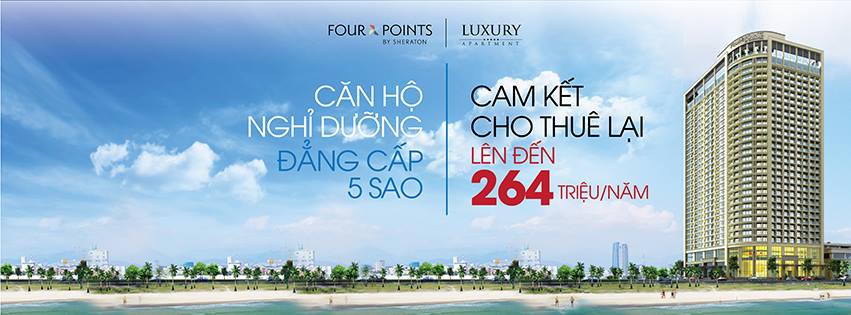 FOUR POINTS
BY SHERATON
LUXURY
APARTMENT
CĂN HỘ
NGHỈ DƯỠNG
ĐẲNG CẤP
5 SAO
CAM KẾT
CHO THUÊ LẠI
LÊN ĐẾN
264 TRIỆU/NĂM